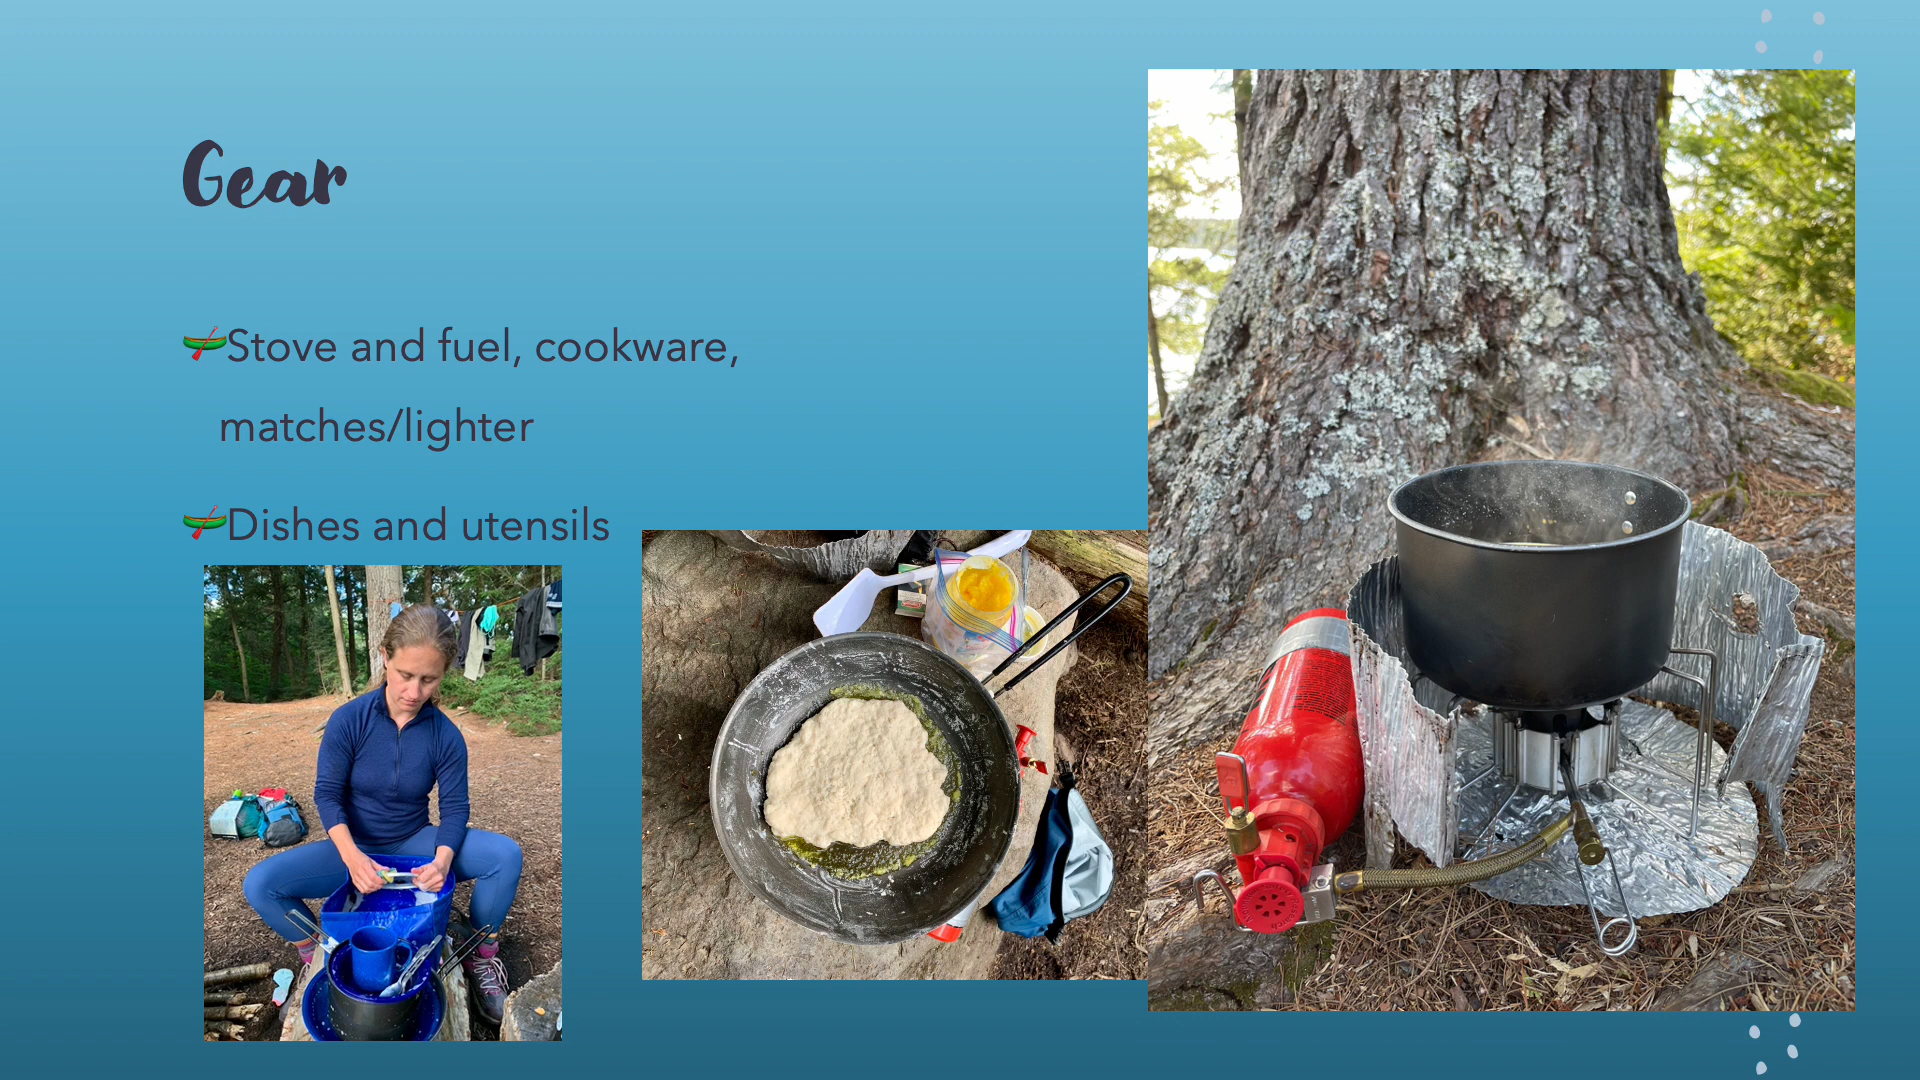 Gear
Stove and fuel, cookware,
matches/lighter
Dishes and utensils